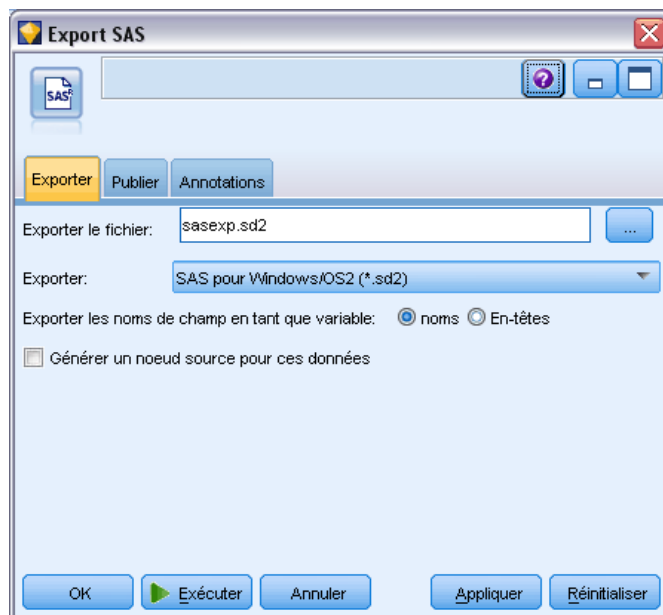 Export SAS
SAS
?
Exporter
Publier
Annotations
Exporter le fichier:
sasexp.sd2
...
Exporter:
SAS pour Windows/OS2 (*.sd2)
Exporter les noms de champ en tant que variable:
noms
En-têtes
Générer un noeud source pour ces données
OK
Exécuter
Annuler
Appliquer
Réinitialiser